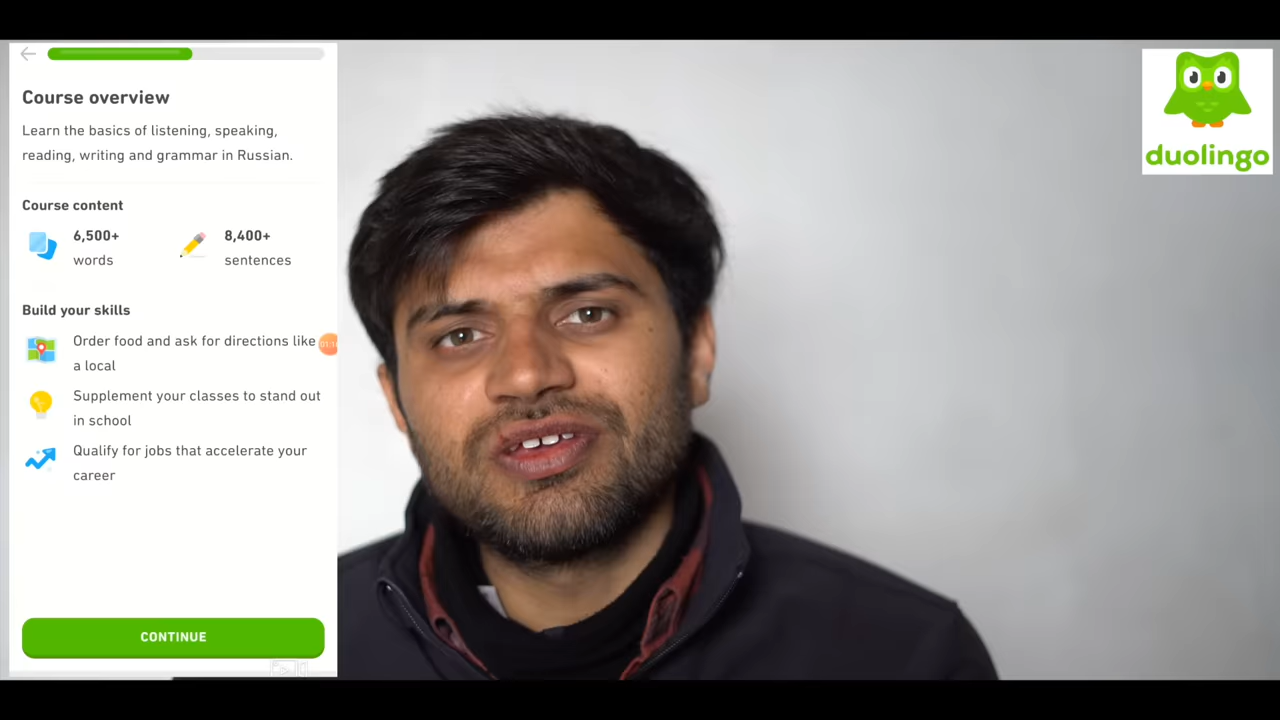 Course overview
Learn the basics of listening, speaking,
reading, writing and grammar in Russian.
Course content
6,500+
words
8,400+
sentences
Build your skills
Order food and ask for directions like
a local
Supplement your classes to stand out
in school
Qualify for jobs that accelerate your
career
CONTINUE
duolingo